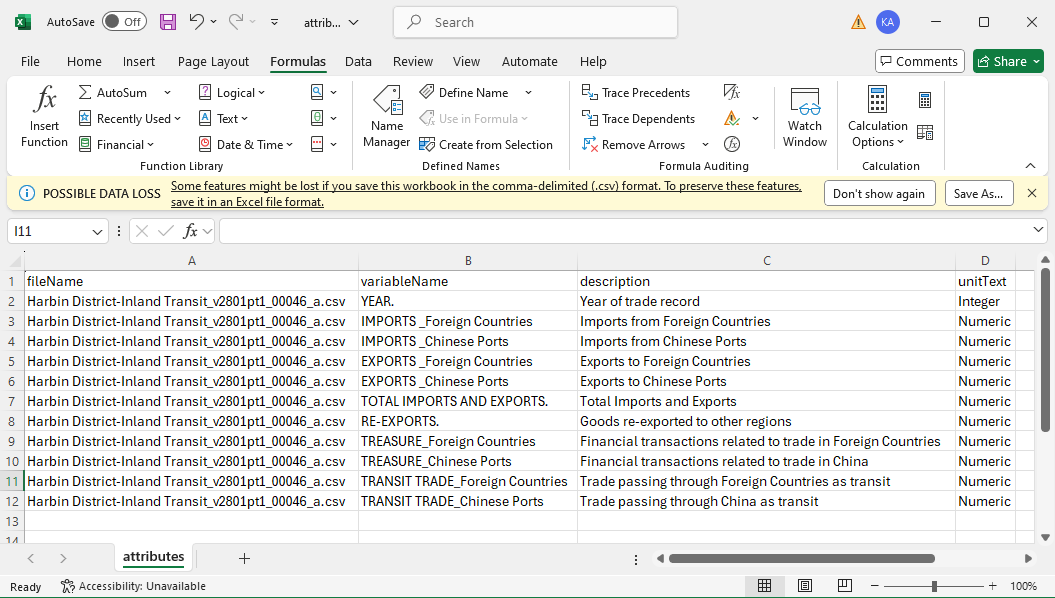 AutoSave Off attrib... Search KA
File Home Insert Page Layout Formulas Data Review View Automate Help Comments Share
fx Insert Function
AutoSum
Recently Used
Financial
Logical
Text
Date & Time
Function Library
Name Manager
Define Name
Use in Formula
Create from Selection
Defined Names
Trace Precedents
Trace Dependents
Remove Arrows
Formula Auditing
Watch Window
Calculation Options
Calculation
POSSIBLE DATA LOSS Some features might be lost if you save this workbook in the comma-delimited (.csv) format. To preserve these features, Don't show again Save As...
save it in an Excel file format.
I11 fx
A B C D
1 fileName variableName description unitText
2 Harbin District-Inland Transit_v2801pt1_00046_a.csv YEAR. Year of trade record Integer
3 Harbin District-Inland Transit_v2801pt1_00046_a.csv IMPORTS _Foreign Countries Imports from Foreign Countries Numeric
4 Harbin District-Inland Transit_v2801pt1_00046_a.csv IMPORTS _Chinese Ports Imports from Chinese Ports Numeric
5 Harbin District-Inland Transit_v2801pt1_00046_a.csv EXPORTS _Foreign Countries Exports to Foreign Countries Numeric
6 Harbin District-Inland Transit_v2801pt1_00046_a.csv EXPORTS _Chinese Ports Exports to Chinese Ports Numeric
7 Harbin District-Inland Transit_v2801pt1_00046_a.csv TOTAL IMPORTS AND EXPORTS. Total Imports and Exports Numeric
8 Harbin District-Inland Transit_v2801pt1_00046_a.csv RE-EXPORTS. Goods re-exported to other regions Numeric
9 Harbin District-Inland Transit_v2801pt1_00046_a.csv TREASURE_Foreign Countries Financial transactions related to trade in Foreign Countries Numeric
10 Harbin District-Inland Transit_v2801pt1_00046_a.csv TREASURE_Chinese Ports Financial transactions related to trade in China Numeric
11 Harbin District-Inland Transit_v2801pt1_00046_a.csv TRANSIT TRADE_Foreign Countries Trade passing through Foreign Countries as transit Numeric
12 Harbin District-Inland Transit_v2801pt1_00046_a.csv TRANSIT TRADE_Chinese Ports Trade passing through China as transit Numeric
13
14
attributes
Ready Accessibility: Unavailable 100%